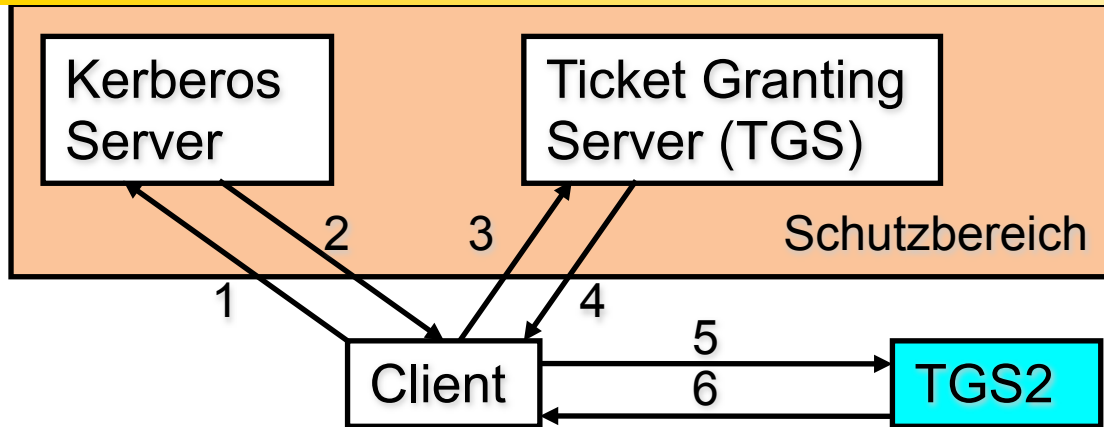 Kerberos
Server
Ticket Granting
Server (TGS)
2
3
Schutzbereich
1
4
5
Client
6
TGS2